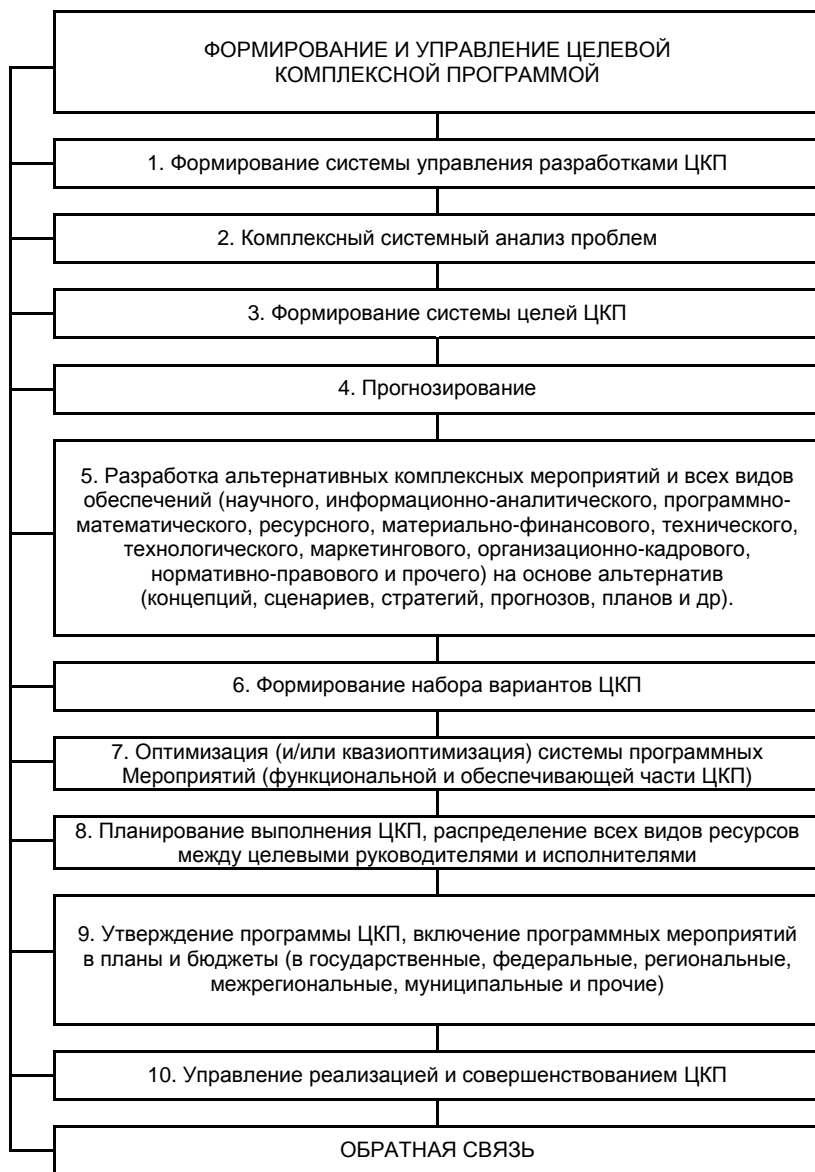 ФОРМИРОВАНИЕ И УПРАВЛЕНИЕ ЦЕЛЕВОЙ
КОМПЛЕКСНОЙ ПРОГРАММОЙ
1. Формирование системы управления разработками ЦКП
2. Комплексный системный анализ проблем
3. Формирование системы целей ЦКП
4. Прогнозирование
5. Разработка альтернативных комплексных мероприятий и всех видов
обеспечений (научного, информационно-аналитического, программно-
математического, ресурсного, материально-финансового, технического,
технологического, маркетингового, организационно-кадрового,
нормативно-правового и прочего) на основе альтернатив
(концепций, сценариев, стратегий, прогнозов, планов и др).
6. Формирование набора вариантов ЦКП
7. Оптимизация (и/или квазиоптимизация) системы программных
Мероприятий (функциональной и обеспечивающей части ЦКП)
8. Планирование выполнения ЦКП, распределение всех видов ресурсов
между целевыми руководителями и исполнителями
9. Утверждение программы ЦКП, включение программных мероприятий
в планы и бюджеты (в государственные, федеральные, региональные,
межрегиональные, муниципальные и прочие)
10. Управление реализацией и совершенствованием ЦКП
ОБРАТНАЯ СВЯЗЬ